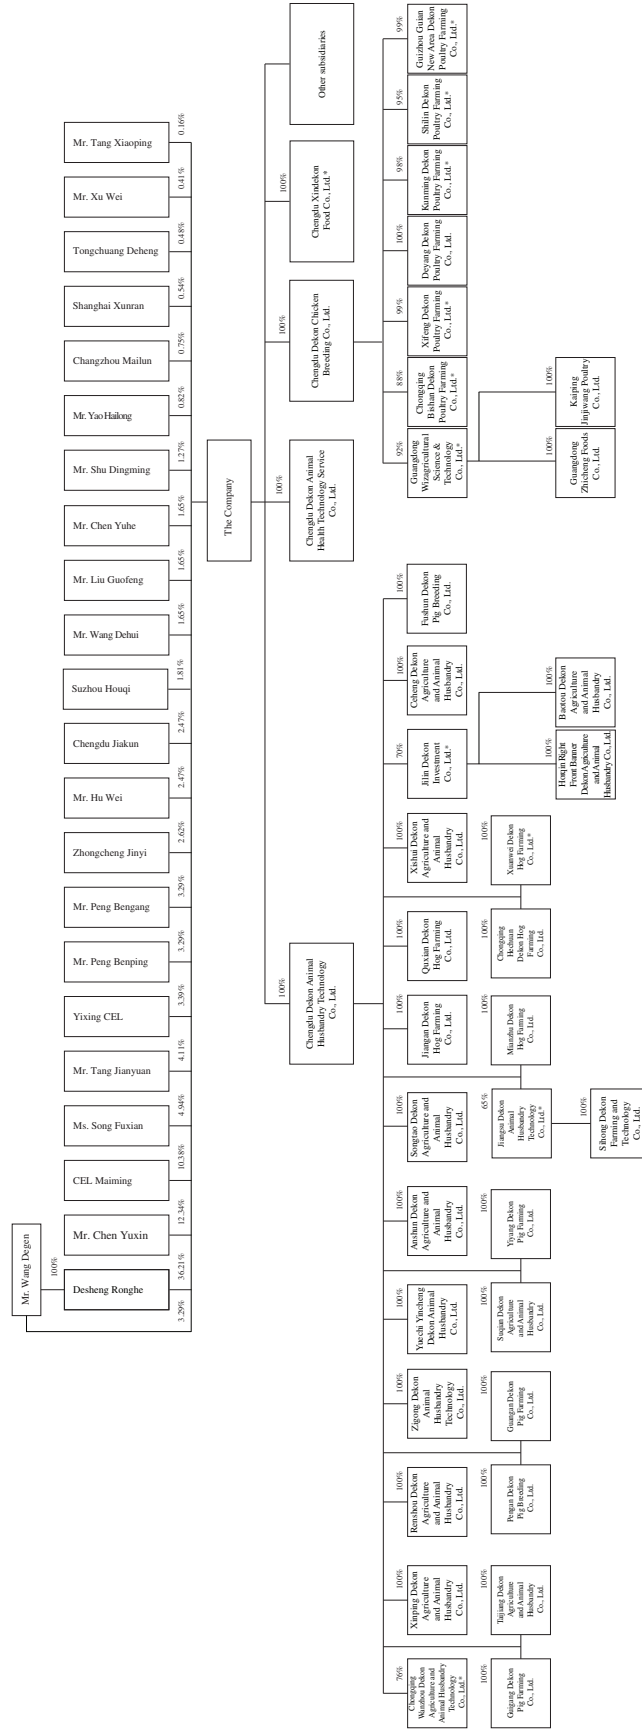 Mr. Wang Degen
100%
Desheng Ronghe
Mr. Chen Yuxin
CEL Maiming
Ms. Song Fuxian
Mr. Tang Jianyuan
Yixing CEL
Mr. Peng Benping
Mr. Peng Bengang
Zhongcheng Jinyi
Mr. Hu Wei
Chengdu Jiakun
Suzhou Houqi
Mr. Wang Dehui
Mr. Liu Guofeng
Mr. Chen Yuhe
Mr. Shu Dingming
Mr. Yao Hailong
Changzhou Mailun
Shanghai Xunran
Tongchuang Deheng
Mr. Xu Wei
Mr. Tang Xiaoping
3.29%
36.21%
12.34%
10.38%
4.94%
4.11%
3.39%
3.29%
3.29%
2.62%
2.47%
2.47%
1.81%
1.65%
1.65%
1.65%
1.27%
0.82%
0.75%
0.54%
0.48%
0.41%
0.16%
The Company
100%
Chengdu Dekon Animal
Husbandry Technology
Co., Ltd.
100%
Chengdu Dekon Animal
Health Technology Service
Co., Ltd.
100%
Chengdu Dekon Chicken
Breeding Co., Ltd.
100%
Chengdu Xindekon
Food Co., Ltd.*
Other subsidiaries
76%
Chongqing
Wanzhou Dekon
Agriculture and
Animal Husbandry
Technology
Co., Ltd.*
100%
Xinping Dekon
Agriculture
and Animal
Husbandry
Co., Ltd.
100%
Renshou Dekon
Agriculture
and Animal
Husbandry
Co., Ltd.
100%
Zigong Dekon
Animal
Husbandry
Technology
Co., Ltd.
100%
Yuechi Yincheng
Dekon Animal
Husbandry
Co., Ltd.
100%
Anshun Dekon
Agriculture and
Animal
Husbandry
Co., Ltd.
100%
Songtao Dekon
Agriculture and
Animal
Husbandry
Co., Ltd.
100%
Jiangan Dekon
Hog Farming
Co., Ltd.
100%
Quxian Dekon
Hog Farming
Co., Ltd.
100%
Xishui Dekon
Agriculture and
Animal
Husbandry
Co., Ltd.
70%
Jilin Dekon
Investment
Co., Ltd.*
100%
Ceheng Dekon
Agriculture
and Animal
Husbandry
Co., Ltd.
100%
Fushun Dekon
Pig Breeding
Co., Ltd.
92%
Guangdong
Wizagricultural
Science &
Technology
Co., Ltd.*
88%
Chongqing
Bishan Dekon
Poultry Farming
Co., Ltd.*
99%
Xifeng Dekon
Poultry Farming
Co., Ltd.*
100%
Deyang Dekon
Poultry Farming
Co., Ltd.
98%
Kunming Dekon
Poultry Farming
Co., Ltd.*
95%
Shilin Dekon
Poultry Farming
Co., Ltd.*
99%
Guizhou Guian
New Area Dekon
Poultry Farming
Co., Ltd.*
100%
Guigang Dekon
Pig Farming
Co., Ltd.
100%
Taijiang Dekon
Agriculture
and Animal
Husbandry
Co., Ltd.
100%
Pengan Dekon
Pig Breeding
Co., Ltd.
100%
Guangan Dekon
Pig Farming
Co., Ltd.
100%
Suqian Dekon
Agriculture
and Animal
Husbandry
Co., Ltd.
100%
Yiyang Dekon
Pig Farming
Co., Ltd.
65%
Jiangsu Dekon
Animal
Husbandry
Technology
Co., Ltd.*
100%
Mianzhu Dekon
Hog Farming
Co., Ltd.
100%
Chongqing
Hechuan
Dekon Hog
Farming
Co., Ltd.
100%
Xuanwei Dekon
Hog Farming
Co., Ltd.*
100%
Horqin Right
Front Banner
Dekon Agriculture
and Animal
Husbandry Co., Ltd.
100%
Baotou Dekon
Agriculture
and Animal
Husbandry
Co., Ltd.
100%
Guangdong
Zhicheng Foods
Co., Ltd.
100%
Kaiping
Jinjiwang Poultry
Co., Ltd.
100%
Sihong Dekon
Farming and
Technology
Co., Ltd.